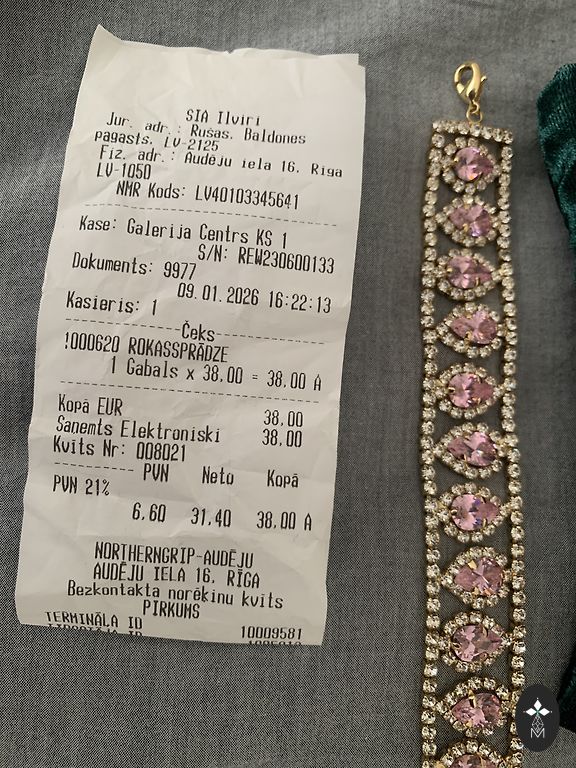 SIA Ilviri
Jur. adr.: Rušas, Baldones
pagasts, LV-2125
Fiz. adr.: Audēju iela 16, Rīga
LV-1050
NMR Kods: LV40103345641
Kase: Galerija Centrs KS 1
S/N: REW230600133
Dokuments: 9977
09.01.2026 16:22:13
Kasieris: 1
Čeks
1000620 ROKASSPRĀDZE
1 Gabals x 38,00 = 38,00 A
Kopā EUR 38,00
Saņemts Elektroniski 38,00
Kvīts Nr: 008021
PVN Neto Kopā
PVN 21%
6,60 31,40 38,00 A
NORTHERNGRIP-AUDĒJU
AUDĒJU IELA 16, RĪGA
Bezkontakta norēķinu kvīts
PIRKUMS
TERMINĀLA ID 10009581